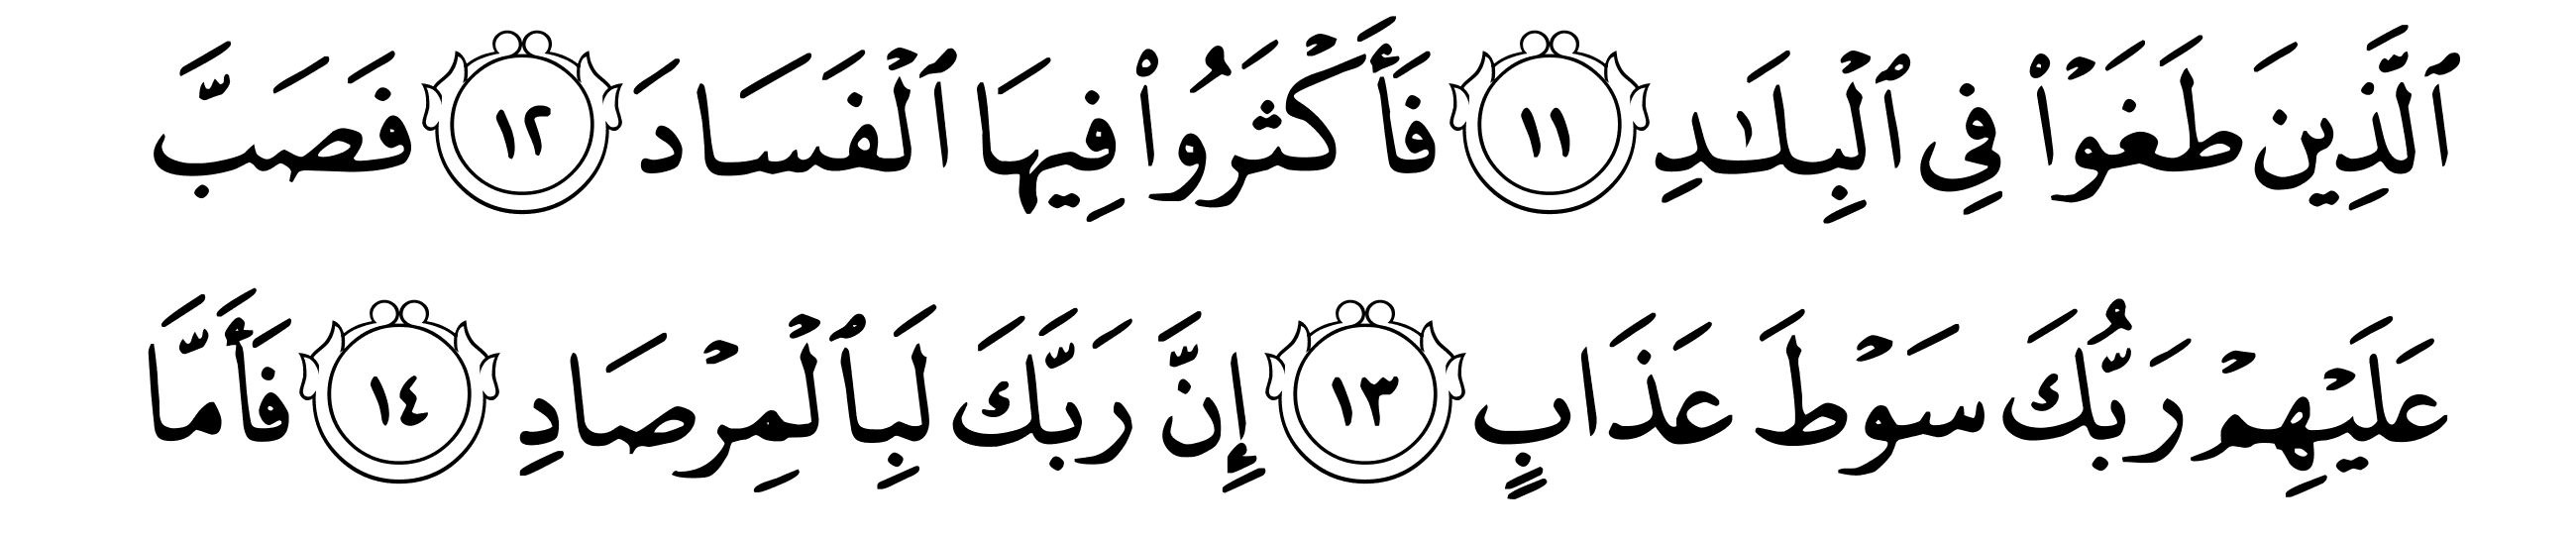 ٱلَّذِينَ طَغَوْا۟ فِى ٱلْبِلَـٰدِ ١١ فَأَكْثَرُوا۟ فِيهَا ٱلْفَسَادَ ١٢ فَصَبَّ
عَلَيْهِمْ رَبُّكَ سَوْطَ عَذَابٍ ١٣ إِنَّ رَبَّكَ لَبِٱلْمِرْصَادِ ١٤ فَأَمَّا